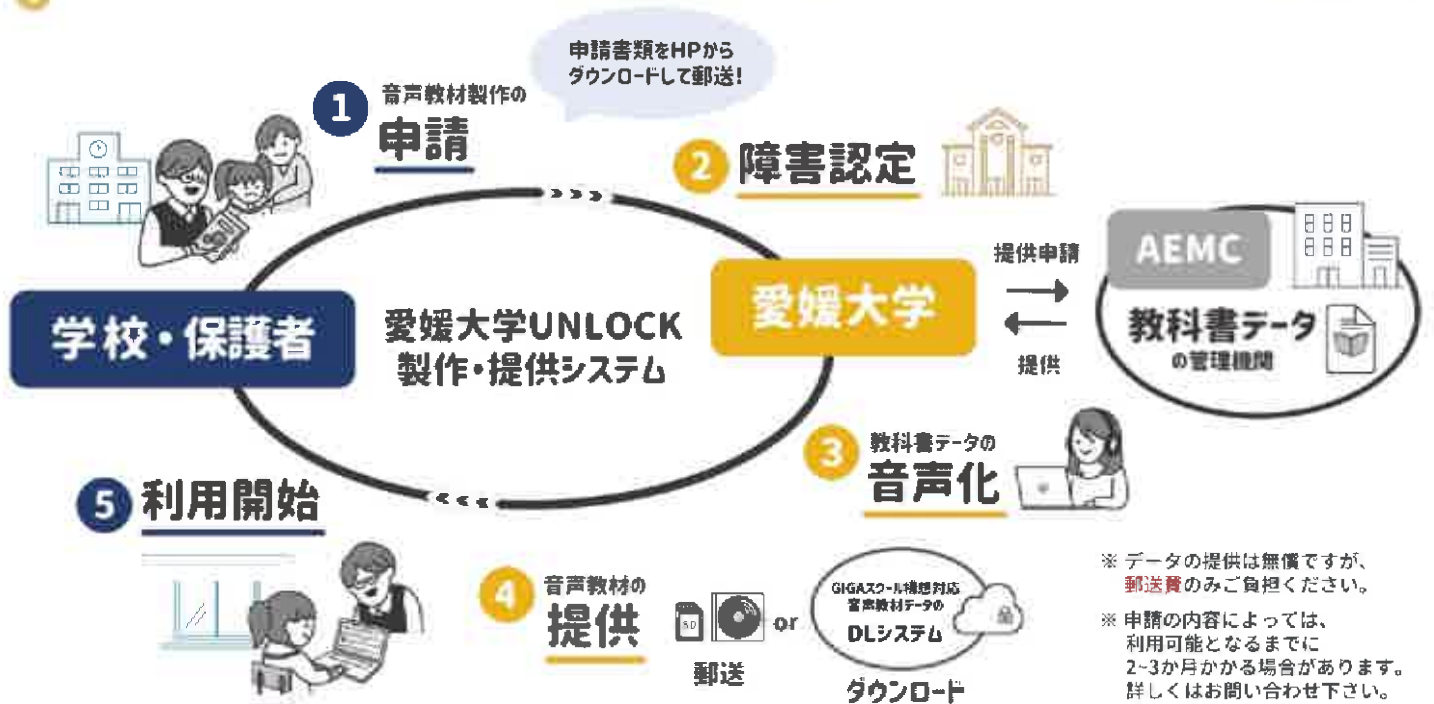 申請書類をHPから
ダウンロードして郵送!
1 音声教材製作の
申請
2 障害認定
学校・保護者
愛媛大学UNLOCK
製作・提供システム
愛媛大学
提供申請
提供
AEMC
教科書データ
の管理機関
3 教科書データの
音声化
5 利用開始
4 音声教材の
提供
SD
郵送
or
GIGAスクール構想対応
音声教材データの
DLシステム
ダウンロード
※ データの提供は無償ですが、
郵送費のみご負担ください。
※ 申請の内容によっては、
利用可能となるまでに
2~3か月かかる場合があります。
詳しくはお問い合わせ下さい。